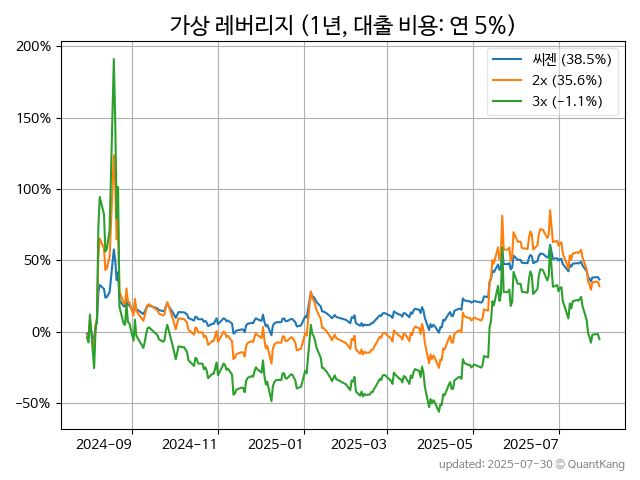 가상 레버리지 (1년, 대출 비용: 연 5%)
200%
150%
100%
50%
0%
−50%
씨젠 (38.5%)
2x (35.6%)
3x (−1.1%)
2024-09
2024-11
2025-01
2025-03
2025-05
2025-07
updated: 2025-07-30 © QuantKang